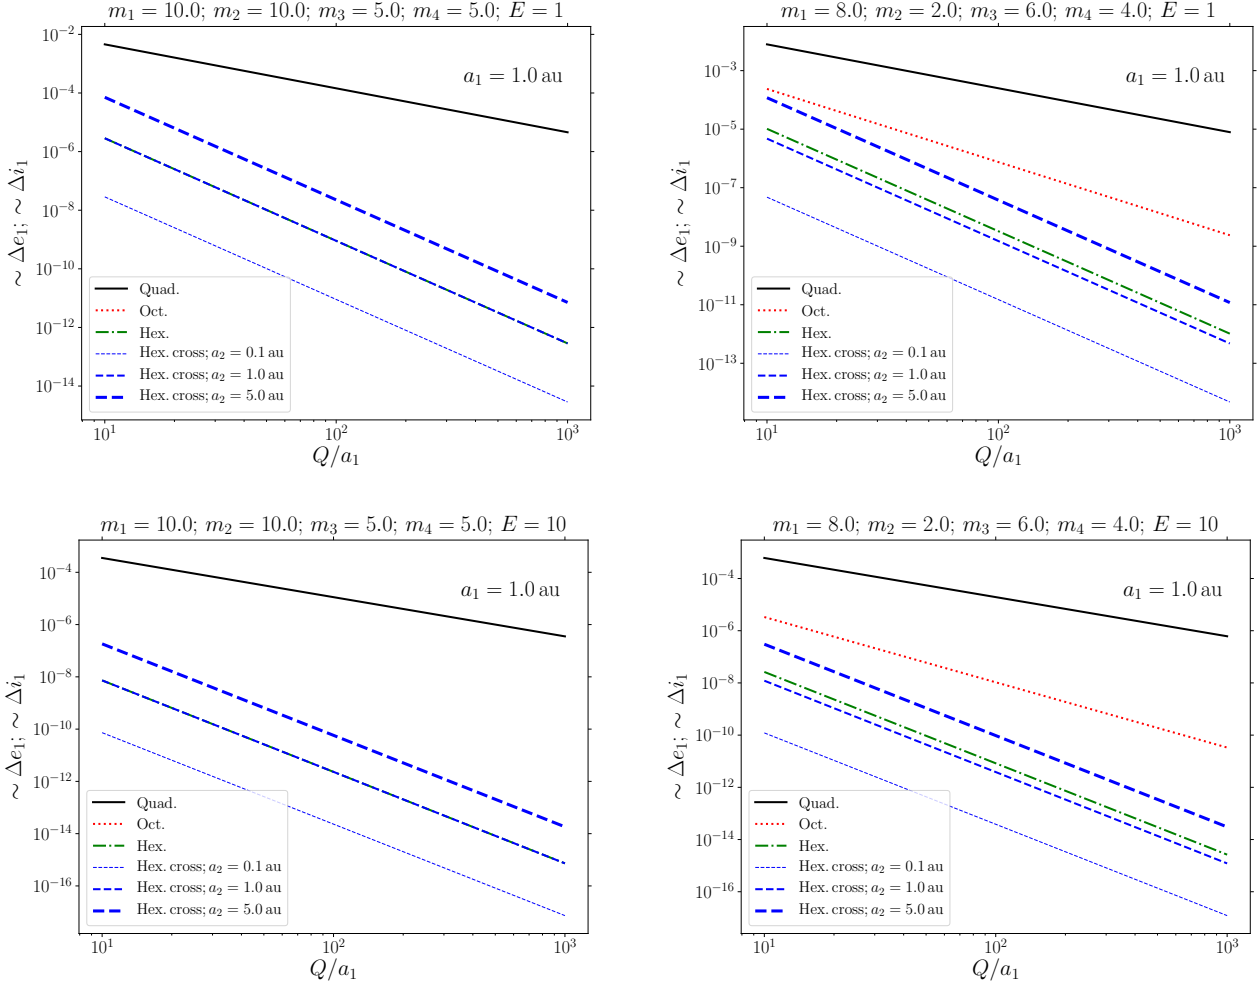 m₁ = 10.0; m₂ = 10.0; m₃ = 5.0; m₄ = 5.0; E = 1
a₁ = 1.0 au
10⁻²
10⁻⁴
10⁻⁶
10⁻⁸
10⁻¹⁰
10⁻¹²
10⁻¹⁴
∼ Δe₁; ∼ Δi₁
Quad.
Oct.
Hex.
Hex. cross; a₂ = 0.1 au
Hex. cross; a₂ = 1.0 au
Hex. cross; a₂ = 5.0 au
10¹
10²
10³
Q/a₁
m₁ = 8.0; m₂ = 2.0; m₃ = 6.0; m₄ = 4.0; E = 1
a₁ = 1.0 au
10⁻³
10⁻⁵
10⁻⁷
10⁻⁹
10⁻¹¹
10⁻¹³
∼ Δe₁; ∼ Δi₁
Quad.
Oct.
Hex.
Hex. cross; a₂ = 0.1 au
Hex. cross; a₂ = 1.0 au
Hex. cross; a₂ = 5.0 au
10¹
10²
10³
Q/a₁
m₁ = 10.0; m₂ = 10.0; m₃ = 5.0; m₄ = 5.0; E = 10
a₁ = 1.0 au
10⁻⁴
10⁻⁶
10⁻⁸
10⁻¹⁰
10⁻¹²
10⁻¹⁴
10⁻¹⁶
∼ Δe₁; ∼ Δi₁
Quad.
Oct.
Hex.
Hex. cross; a₂ = 0.1 au
Hex. cross; a₂ = 1.0 au
Hex. cross; a₂ = 5.0 au
10¹
10²
10³
Q/a₁
m₁ = 8.0; m₂ = 2.0; m₃ = 6.0; m₄ = 4.0; E = 10
a₁ = 1.0 au
10⁻⁴
10⁻⁶
10⁻⁸
10⁻¹⁰
10⁻¹²
10⁻¹⁴
10⁻¹⁶
∼ Δe₁; ∼ Δi₁
Quad.
Oct.
Hex.
Hex. cross; a₂ = 0.1 au
Hex. cross; a₂ = 1.0 au
Hex. cross; a₂ = 5.0 au
10¹
10²
10³
Q/a₁